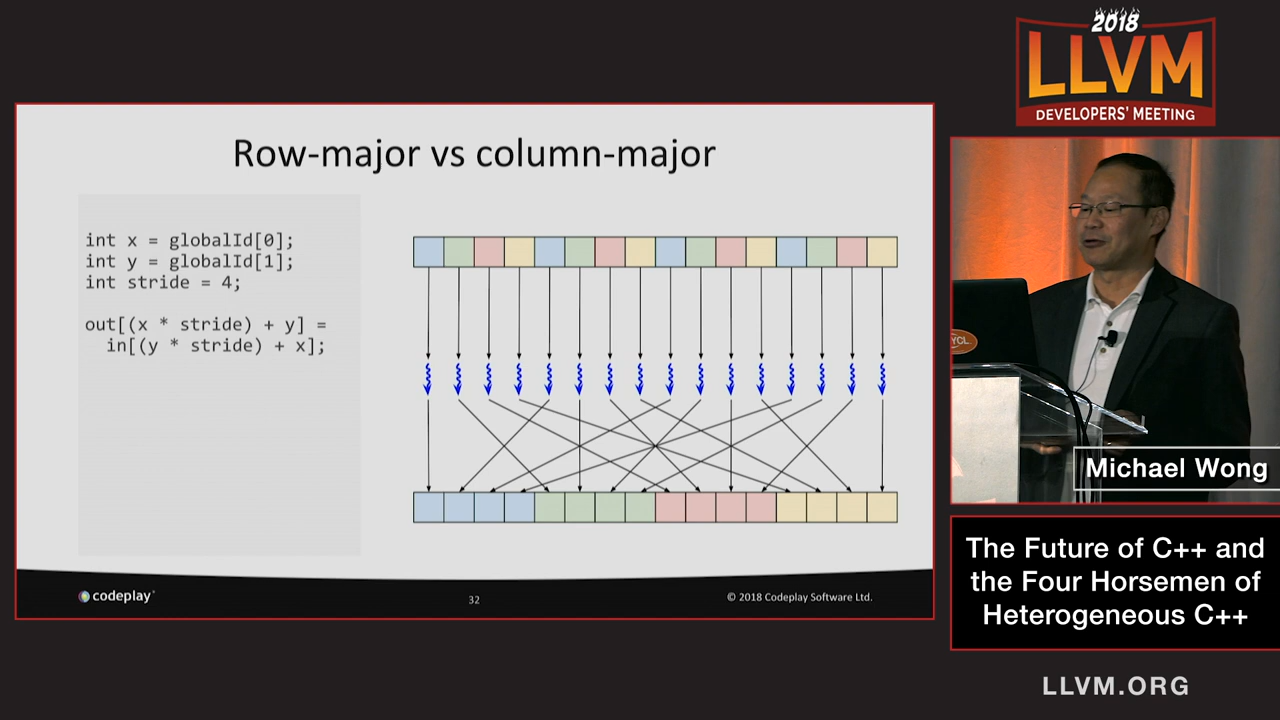 Row-major vs column-major
int x = globalId[0];
int y = globalId[1];
int stride = 4;
out[(x * stride) + y] =
in[(y * stride) + x];
codeplay
32
© 2018 Codeplay Software Ltd.
2018
LLVM
DEVELOPERS' MEETING
YCL.
Michael Wong
The Future of C++ and
the Four Horsemen of
Heterogeneous C++
LLVM.ORG